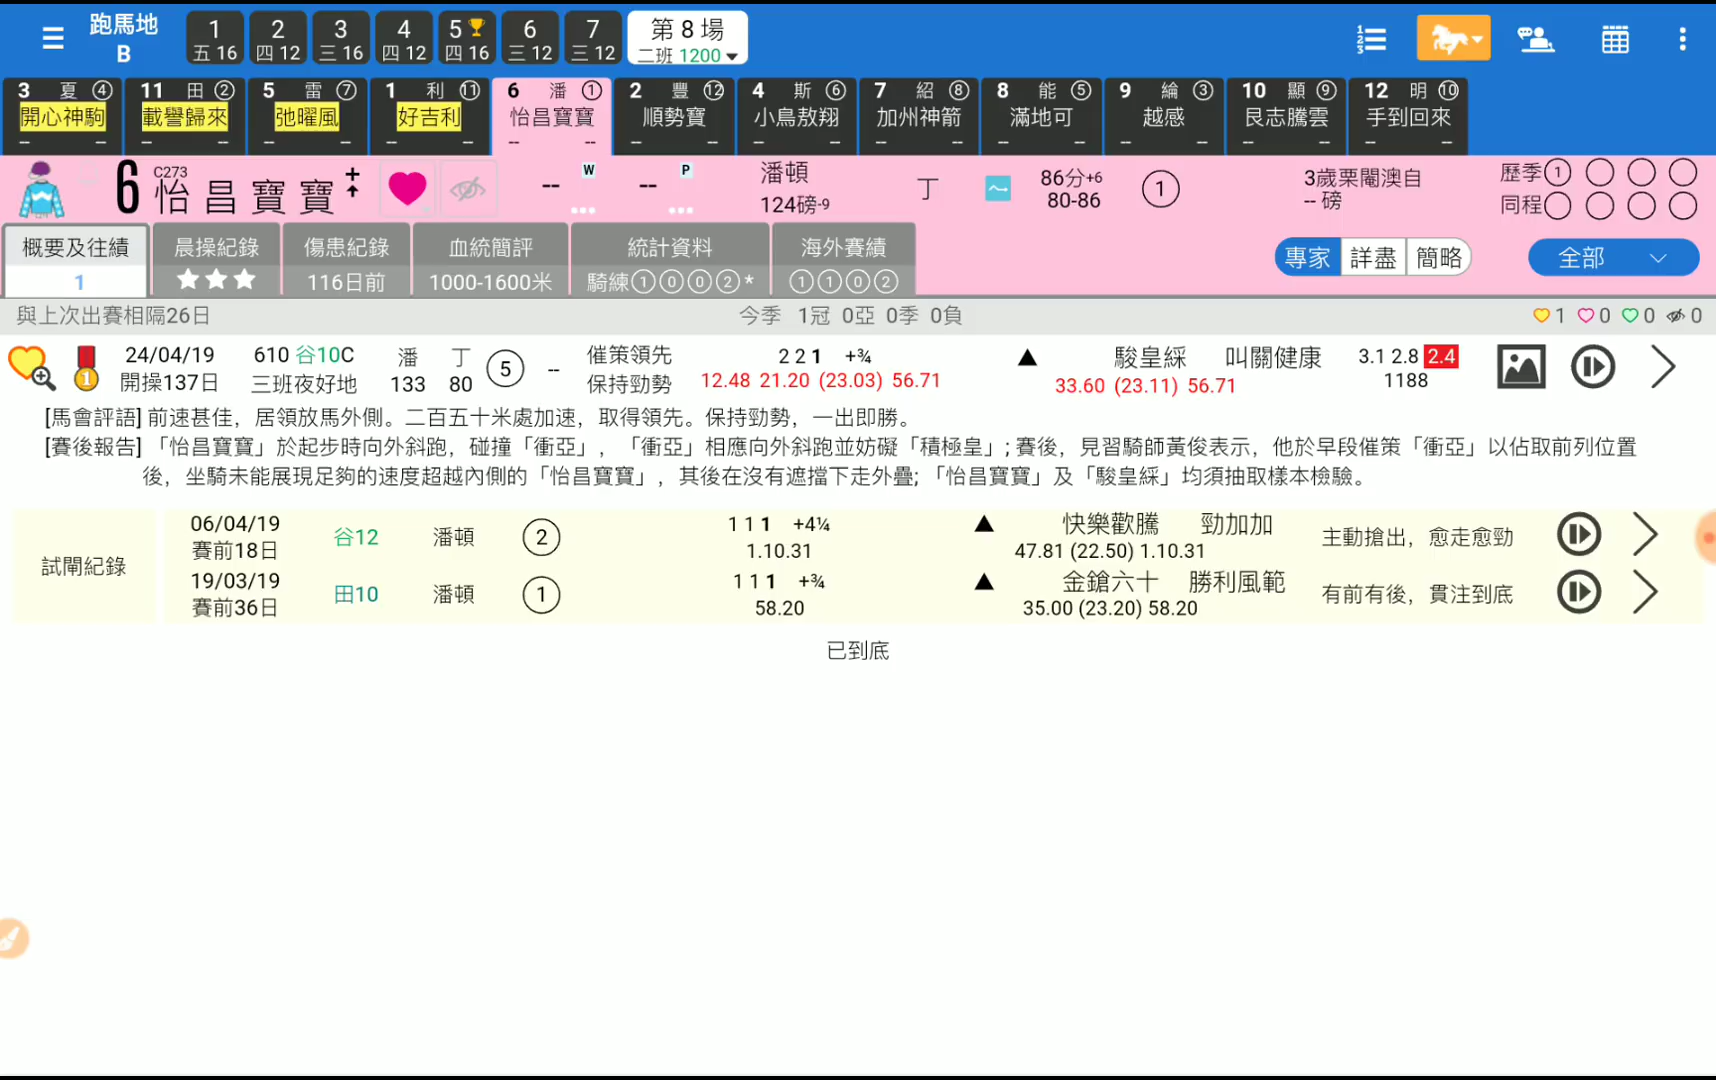 跑馬地
B
1
五 16
2
四 12
3
三 16
4
四 12
5
四 16
6
三 12
7
三 12
第 8 場
二班 1200
3 夏 ④
開心神駒
-- --
11 田 ②
載譽歸來
-- --
5 雷 ⑦
弛曜風
-- --
1 利 ⑪
好吉利
-- --
6 潘 ①
怡昌寶寶
-- --
2 豐 ⑫
順勢寶
-- --
4 斯 ⑥
小鳥敖翔
-- --
7 紹 ⑧
加州神箭
-- --
8 能 ⑤
滿地可
-- --
9 綸 ③
越感
-- --
10 顯 ⑨
艮志騰雲
-- --
12 明 ⑩
手到回來
-- --
6
C273
怡昌寶寶
+
-- W
-- P
潘頓
124磅-9
丁
86分+6
80-86
①
3歲栗閹澳自
-- 磅
歷季 ①
同程
概要及往績
1
晨操紀錄
★★★
傷患紀錄
116日前
血統簡評
1000-1600米
統計資料
騎練①⓪⓪②*
海外賽績
①①⓪②
專家 詳盡 簡略
全部
與上次出賽相隔26日
今季 1冠 0亞 0季 0負
1 0 0 0
1
24/04/19
開操137日
610 谷10C
三班夜好地
潘
133
丁
80
⑤
--
催策領先
保持勁勢
2 2 1 +¾
12.48 21.20 (23.03) 56.71
▲ 駿皇綵 叫關健康
33.60 (23.11) 56.71
3.1 2.8 2.4
1188
[馬會評語] 前速甚佳，居領放馬外側。二百五十米處加速，取得領先。保持勁勢，一出即勝。
[賽後報告] 「怡昌寶寶」於起步時向外斜跑，碰撞「衝亞」，「衝亞」相應向外斜跑並妨礙「積極皇」; 賽後，見習騎師黃俊表示，他於早段催策「衝亞」以佔取前列位置
後，坐騎未能展現足夠的速度超越內側的「怡昌寶寶」，其後在沒有遮擋下走外疊; 「怡昌寶寶」及「駿皇綵」均須抽取樣本檢驗。
試閘紀錄
06/04/19
賽前18日
谷12
潘頓
②
1 1 1 +4¼
1.10.31
▲ 快樂歡騰 勁加加
47.81 (22.50) 1.10.31
主動搶出，愈走愈勁
19/03/19
賽前36日
田10
潘頓
①
1 1 1 +¾
58.20
▲ 金鎗六十 勝利風範
35.00 (23.20) 58.20
有前有後，貫注到底
已到底